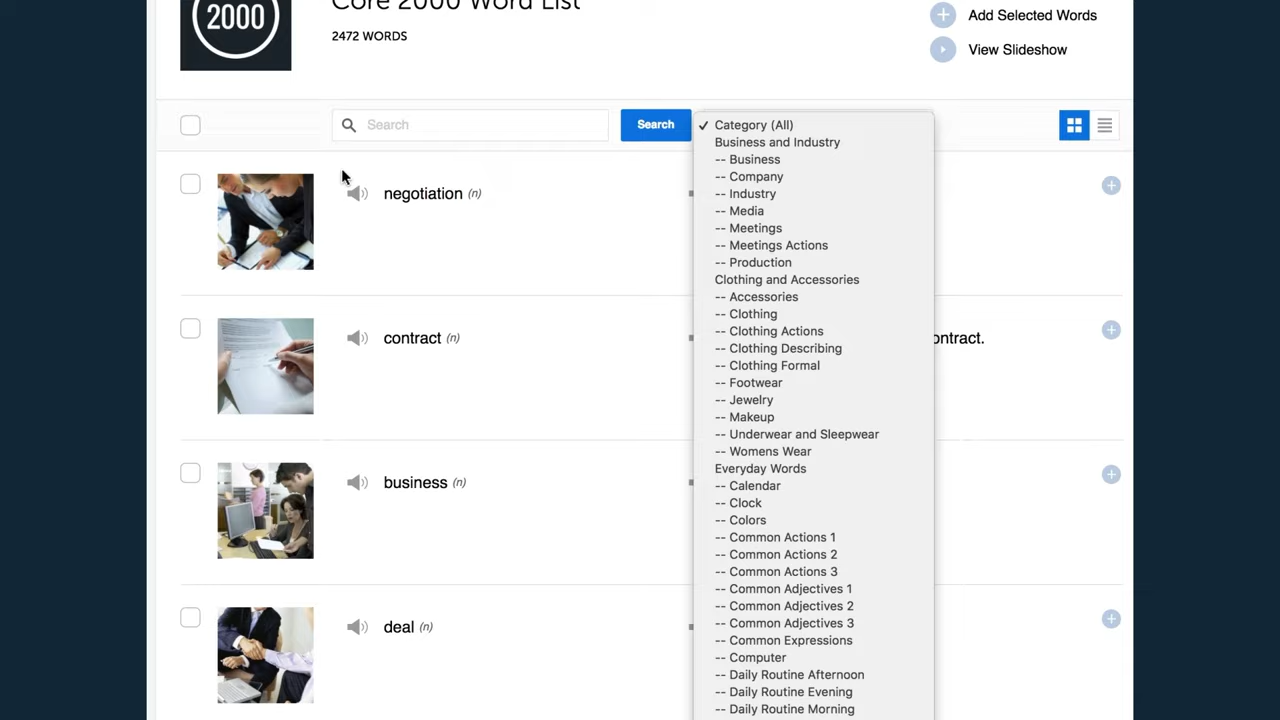 Core 2000 Word List
2000
2472 WORDS
Add Selected Words
View Slideshow
Search
Search
✓ Category (All)
Business and Industry
-- Business
-- Company
-- Industry
-- Media
-- Meetings
-- Meetings Actions
-- Production
Clothing and Accessories
-- Accessories
-- Clothing
-- Clothing Actions
-- Clothing Describing
-- Clothing Formal
-- Footwear
-- Jewelry
-- Makeup
-- Underwear and Sleepwear
-- Womens Wear
Everyday Words
-- Calendar
-- Clock
-- Colors
-- Common Actions 1
-- Common Actions 2
-- Common Actions 3
-- Common Adjectives 1
-- Common Adjectives 2
-- Common Adjectives 3
-- Common Expressions
-- Computer
-- Daily Routine Afternoon
-- Daily Routine Evening
-- Daily Routine Morning
negotiation (n)
contract (n)
ontract.
business (n)
deal (n)